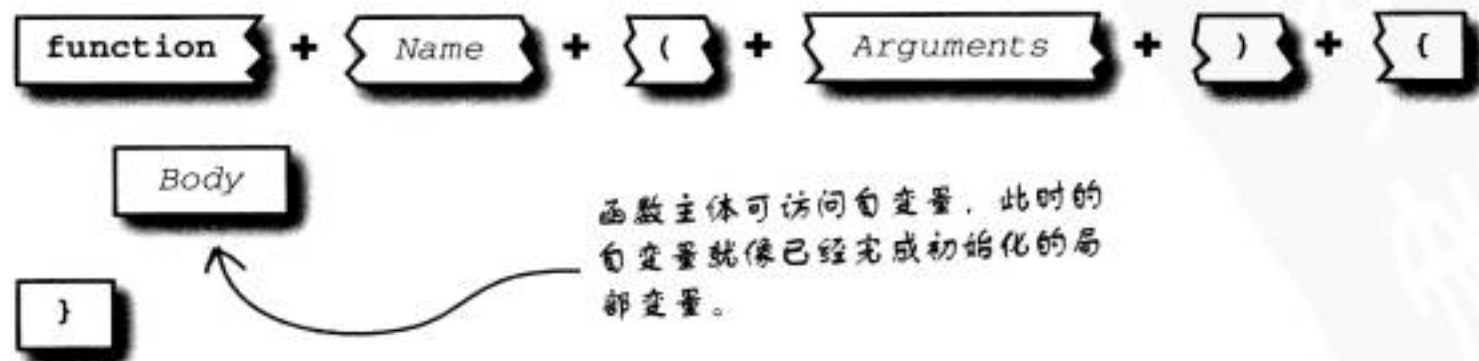 function + Name + ( + Arguments + ) + {
Body
函数主体可访问自变量，此时的
自变量就像已经完成初始化的局
部变量。
}